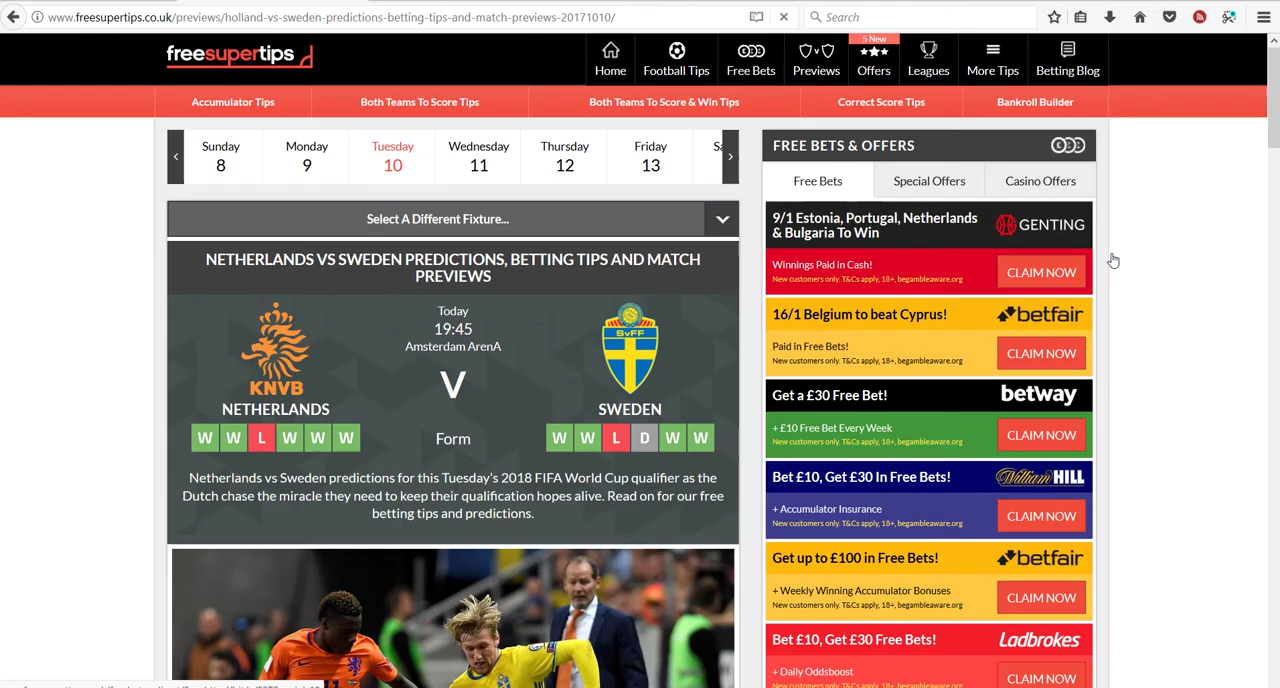 www.freesupertips.co.uk/previews/holland-vs-sweden-predictions-betting-tips-and-match-previews-20171010/
Search
freesupertips
Home
Football Tips
Free Bets
Previews
5 New
Offers
Leagues
More Tips
Betting Blog
Accumulator Tips
Both Teams To Score Tips
Both Teams To Score & Win Tips
Correct Score Tips
Bankroll Builder
Sunday
8
Monday
9
Tuesday
10
Wednesday
11
Thursday
12
Friday
13
Select A Different Fixture...
NETHERLANDS VS SWEDEN PREDICTIONS, BETTING TIPS AND MATCH
PREVIEWS
Today
19:45
Amsterdam ArenA
V
KNVB
SvFF
NETHERLANDS
SWEDEN
W W L W W W
Form
W W L D W W
Netherlands vs Sweden predictions for this Tuesday's 2018 FIFA World Cup qualifier as the
Dutch chase the miracle they need to keep their qualification hopes alive. Read on for our free
betting tips and predictions.
FREE BETS & OFFERS
Free Bets
Special Offers
Casino Offers
9/1 Estonia, Portugal, Netherlands
& Bulgaria To Win
GENTING
Winnings Paid in Cash!
New customers only. T&Cs apply, 18+, begambleaware.org
CLAIM NOW
16/1 Belgium to beat Cyprus!
betfair
Paid in Free Bets!
New customers only. T&Cs apply, 18+, begambleaware.org
CLAIM NOW
Get a £30 Free Bet!
betway
+ £10 Free Bet Every Week
New customers only. T&Cs apply, 18+, begambleaware.org
CLAIM NOW
Bet £10, Get £30 In Free Bets!
William HILL
+ Accumulator Insurance
New customers only. T&Cs apply, 18+, begambleaware.org
CLAIM NOW
Get up to £100 in Free Bets!
betfair
+ Weekly Winning Accumulator Bonuses
New customers only. T&Cs apply, 18+, begambleaware.org
CLAIM NOW
Bet £10, Get £30 Free Bets!
Ladbrokes
+ Daily Oddsboost
New customers only. T&Cs apply, 18+, begambleaware.org
CLAIM NOW